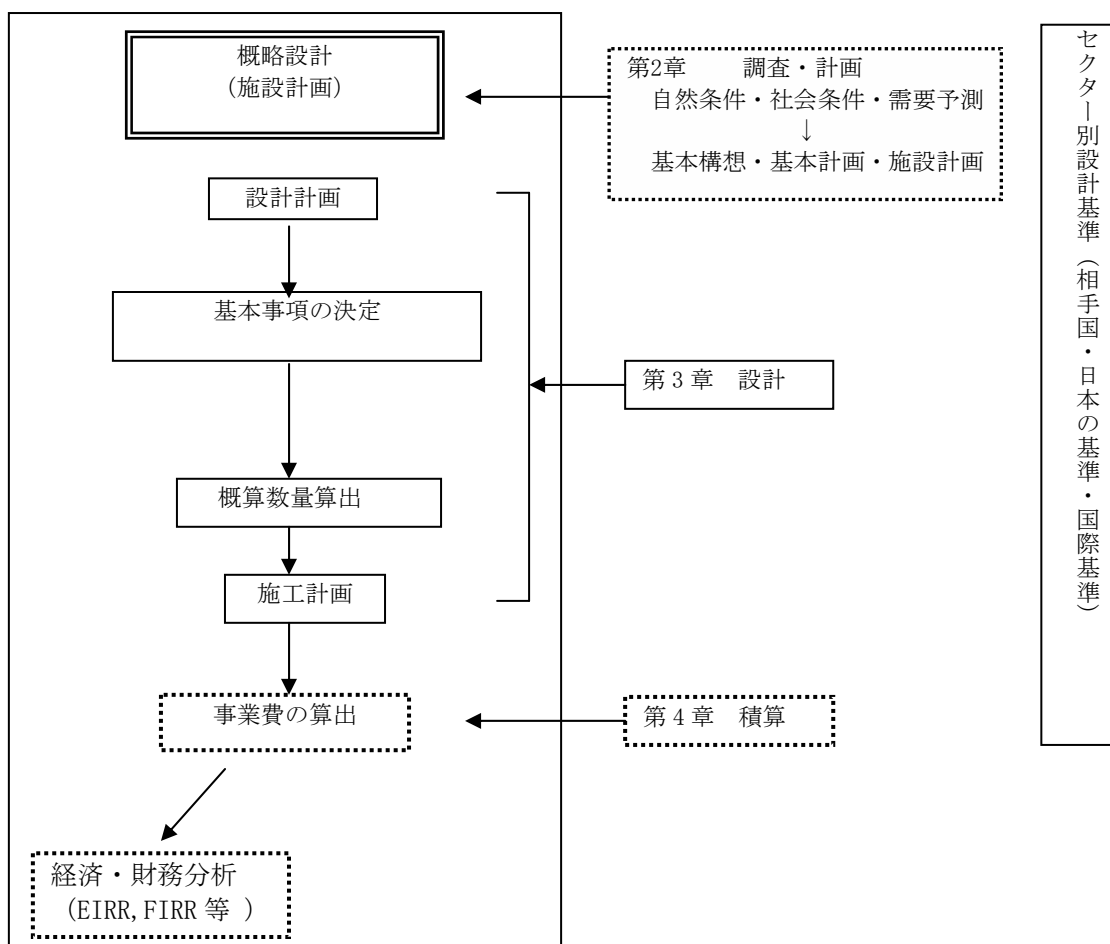 概略設計
(施設計画)
第2章　調査・計画
自然条件・社会条件・需要予測
↓
基本構想・基本計画・施設計画
設計計画
基本事項の決定
第３章　設計
概算数量算出
施工計画
事業費の算出
第４章　積算
経済・財務分析
（EIRR,FIRR 等 ）
セクター別設計基準（相手国・日本の基準・国際基準）